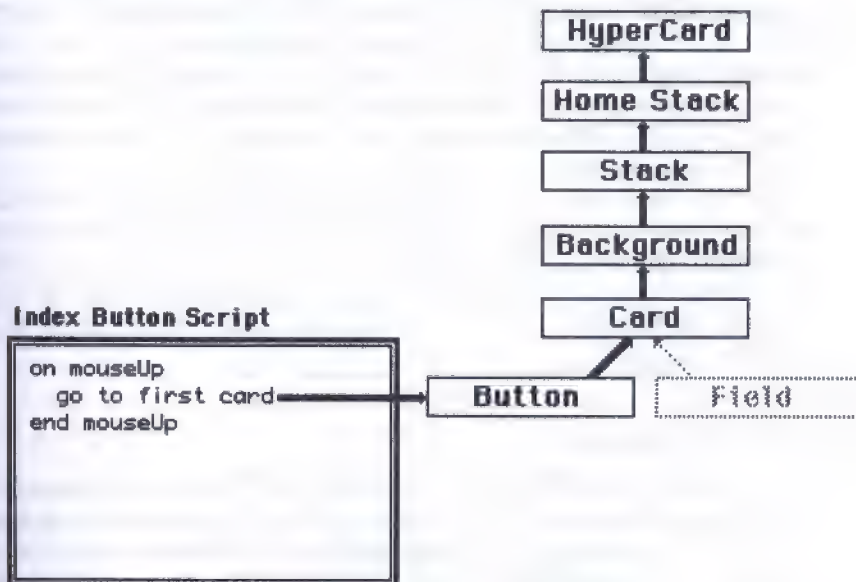 HyperCard
Home Stack
Stack
Background
Card
Button
Field
Index Button Script
on mouseUp
go to first card
end mouseUp